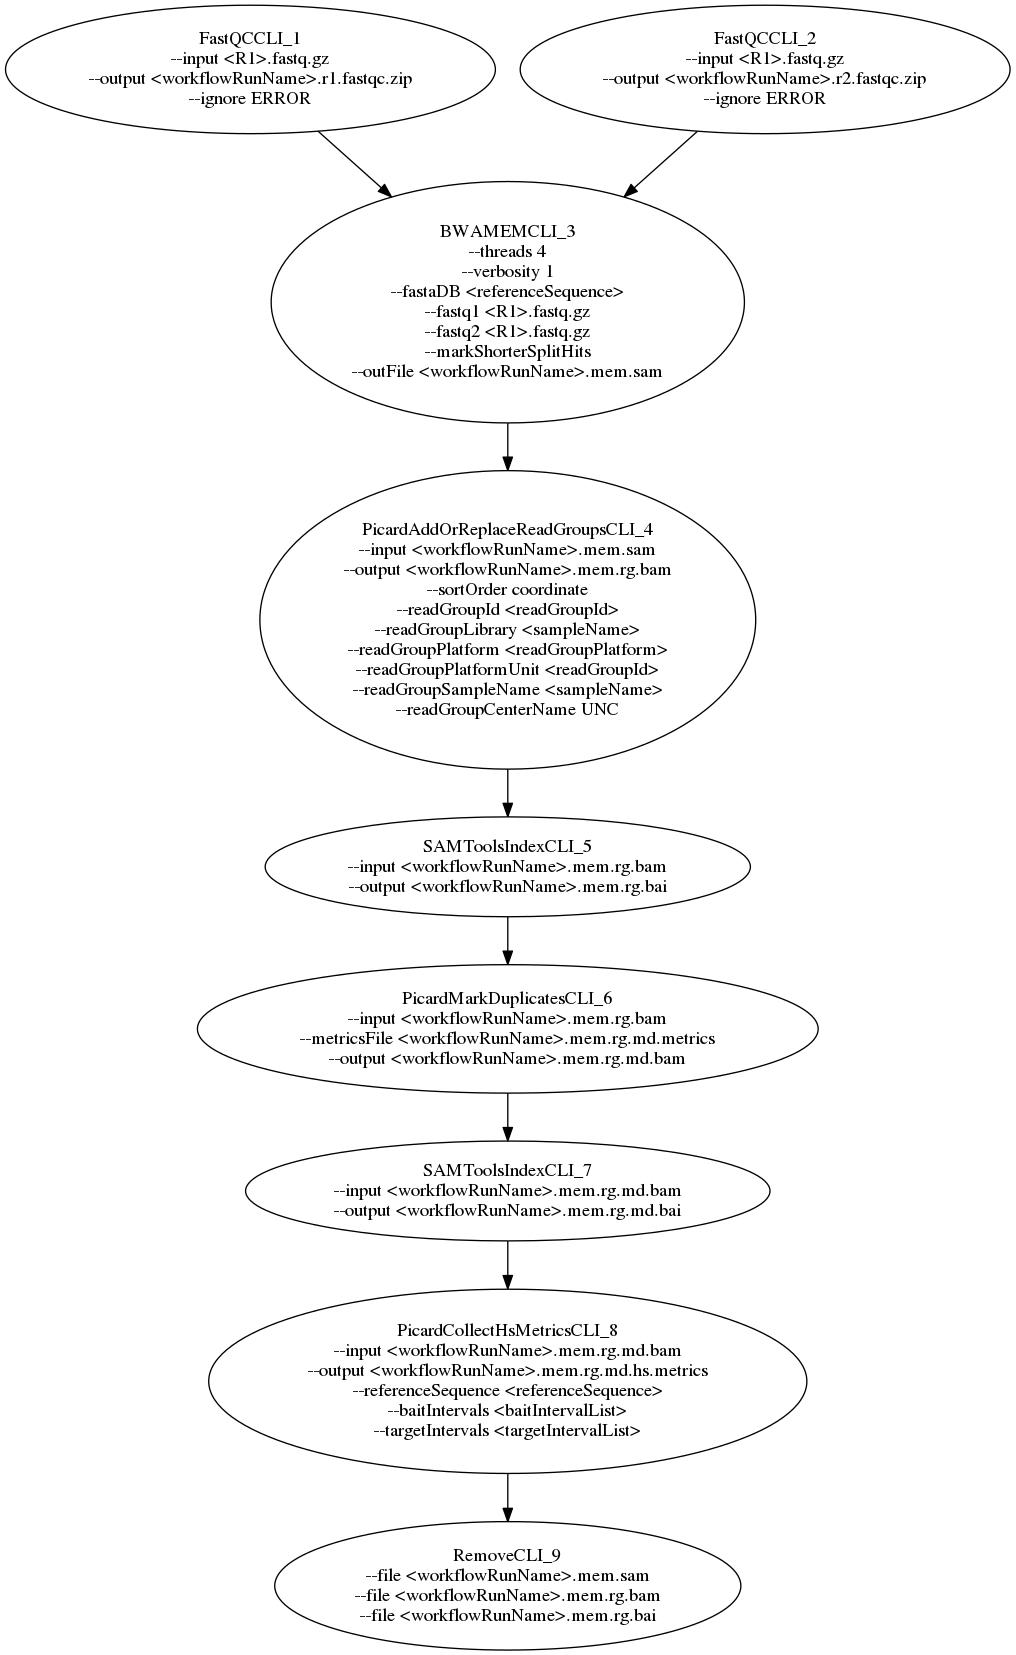 FastQCCLI_1
--input <R1>.fastq.gz
--output <workflowRunName>.r1.fastqc.zip
--ignore ERROR
FastQCCLI_2
--input <R1>.fastq.gz
--output <workflowRunName>.r2.fastqc.zip
--ignore ERROR
BWAMEMCLI_3
--threads 4
--verbosity 1
--fastaDB <referenceSequence>
--fastq1 <R1>.fastq.gz
--fastq2 <R1>.fastq.gz
--markShorterSplitHits
--outFile <workflowRunName>.mem.sam
PicardAddOrReplaceReadGroupsCLI_4
--input <workflowRunName>.mem.sam
--output <workflowRunName>.mem.rg.bam
--sortOrder coordinate
--readGroupId <readGroupId>
--readGroupLibrary <sampleName>
--readGroupPlatform <readGroupPlatform>
--readGroupPlatformUnit <readGroupId>
--readGroupSampleName <sampleName>
--readGroupCenterName UNC
SAMToolsIndexCLI_5
--input <workflowRunName>.mem.rg.bam
--output <workflowRunName>.mem.rg.bai
PicardMarkDuplicatesCLI_6
--input <workflowRunName>.mem.rg.bam
--metricsFile <workflowRunName>.mem.rg.md.metrics
--output <workflowRunName>.mem.rg.md.bam
SAMToolsIndexCLI_7
--input <workflowRunName>.mem.rg.md.bam
--output <workflowRunName>.mem.rg.md.bai
PicardCollectHsMetricsCLI_8
--input <workflowRunName>.mem.rg.md.bam
--output <workflowRunName>.mem.rg.md.hs.metrics
--referenceSequence <referenceSequence>
--baitIntervals <baitIntervalList>
--targetIntervals <targetIntervalList>
RemoveCLI_9
--file <workflowRunName>.mem.sam
--file <workflowRunName>.mem.rg.bam
--file <workflowRunName>.mem.rg.bai